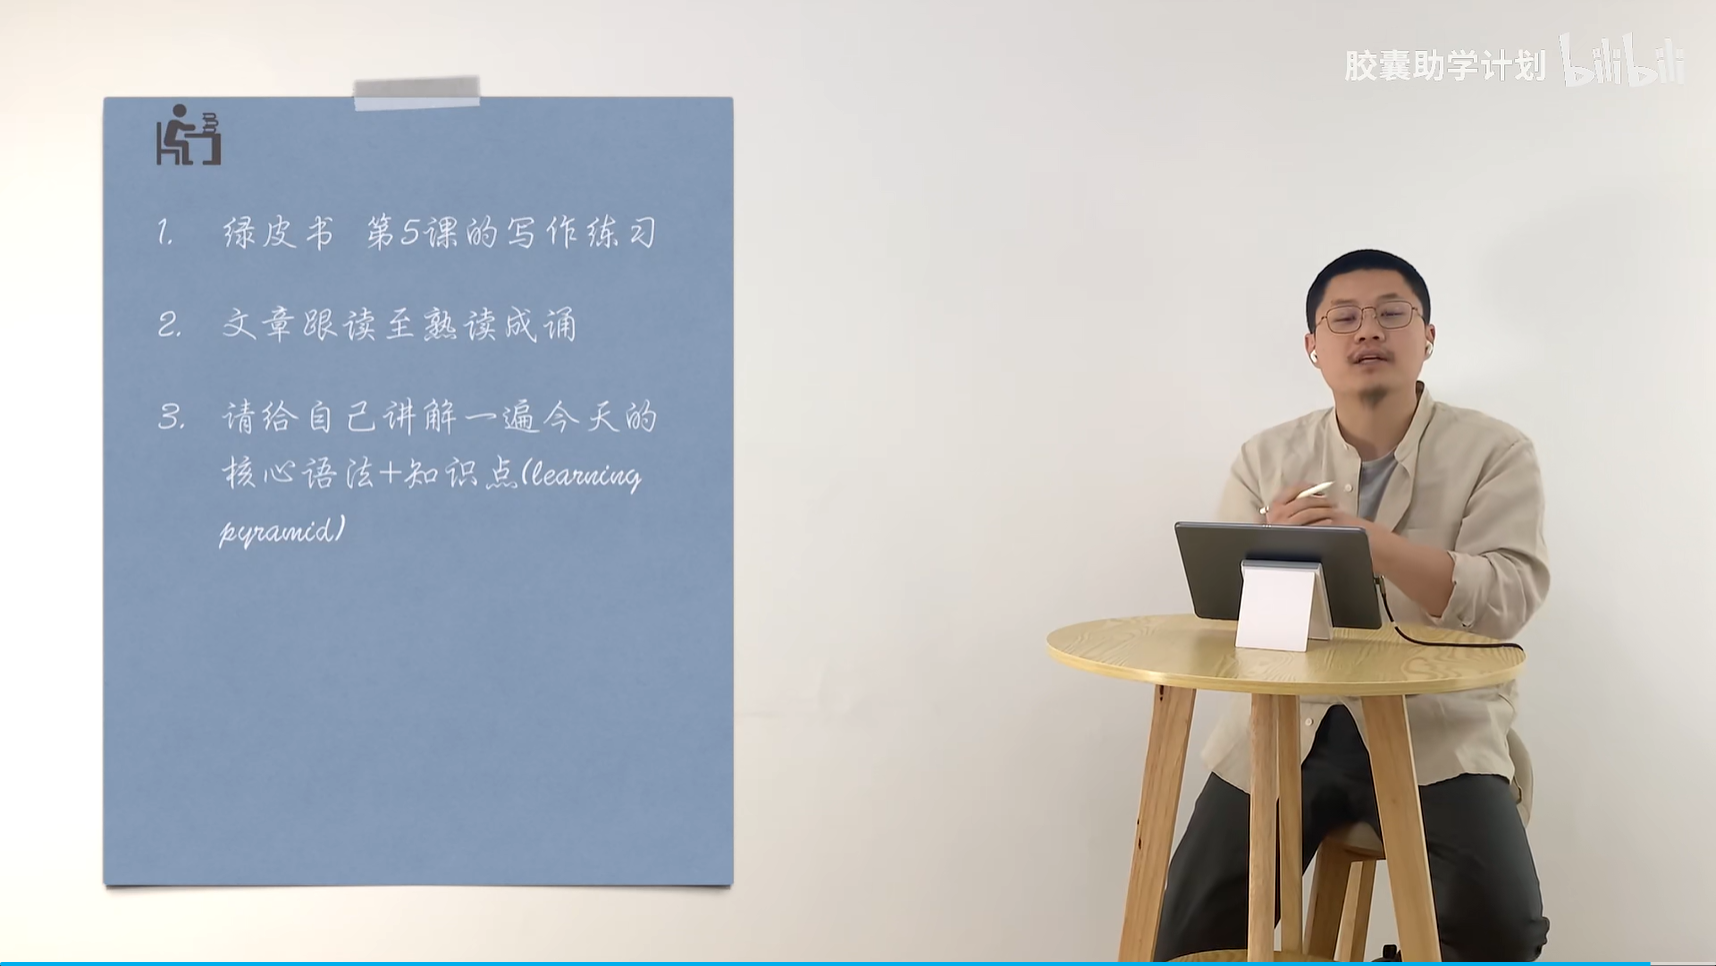 胶囊助学计划 bilibili
1. 绿皮书 第5课的写作练习
2. 文章跟读至熟读成诵
3. 请给自己讲解一遍今天的
核心语法+知识点(learning
pyramid)